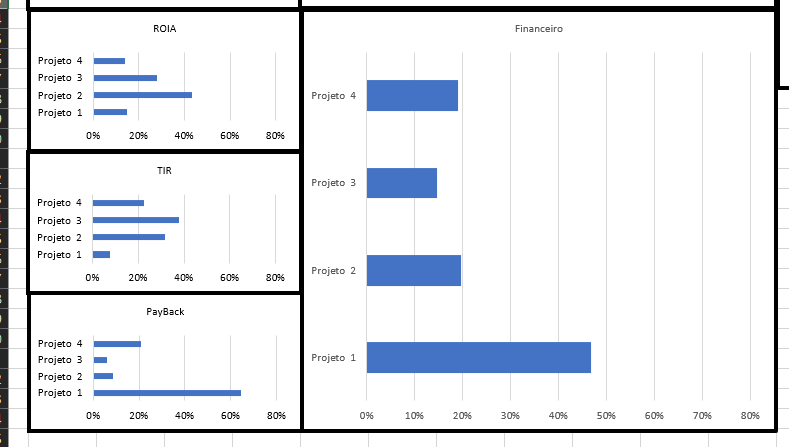 ROIA
Projeto 4
Projeto 3
Projeto 2
Projeto 1
0% 20% 40% 60% 80%
TIR
Projeto 4
Projeto 3
Projeto 2
Projeto 1
0% 20% 40% 60% 80%
PayBack
Projeto 4
Projeto 3
Projeto 2
Projeto 1
0% 20% 40% 60% 80%
Financeiro
Projeto 4
Projeto 3
Projeto 2
Projeto 1
0% 10% 20% 30% 40% 50% 60% 70% 80%